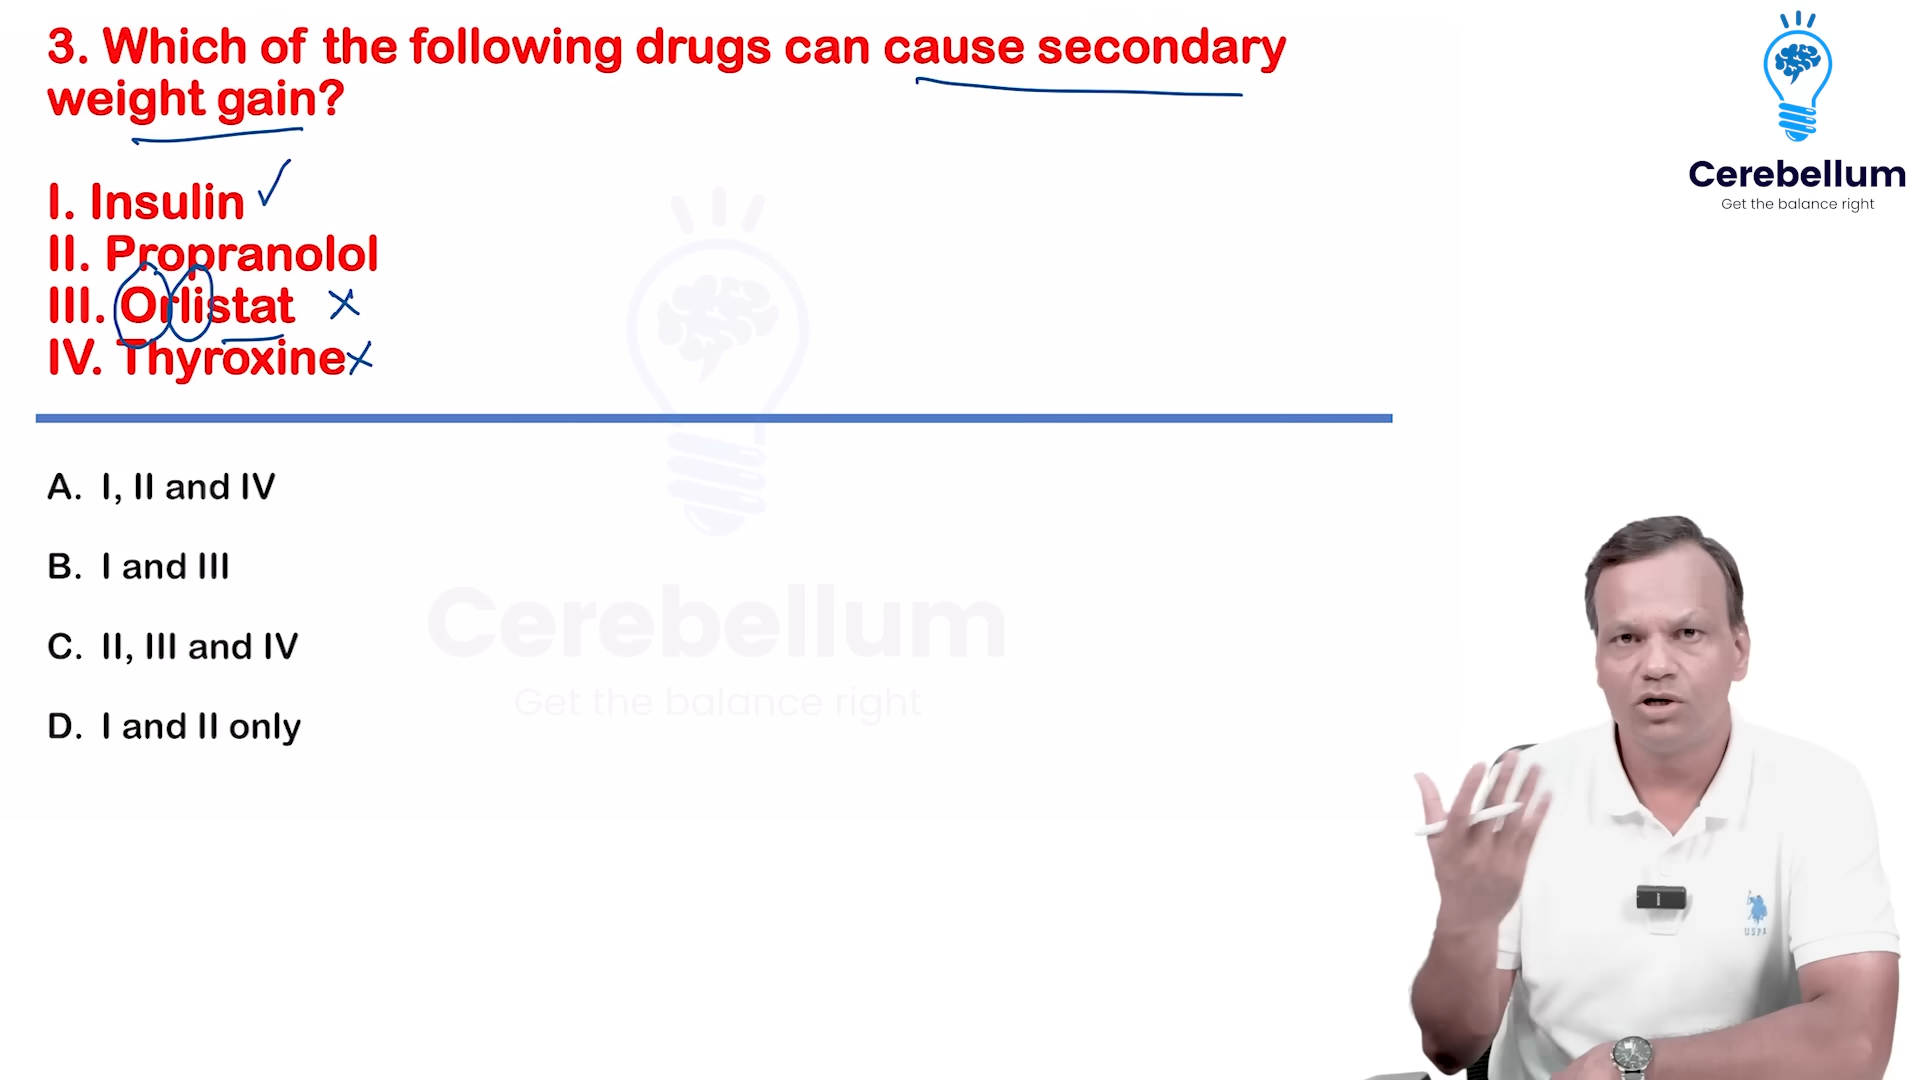 3. Which of the following drugs can cause secondary
weight gain?
I. Insulin ✓
II. Propranolol
III. Orlistat ×
IV. Thyroxine×
A. I, II and IV
B. I and III
C. II, III and IV
D. I and II only
Cerebellum
Get the balance right
Cerebellum
Get the balance right
USPA